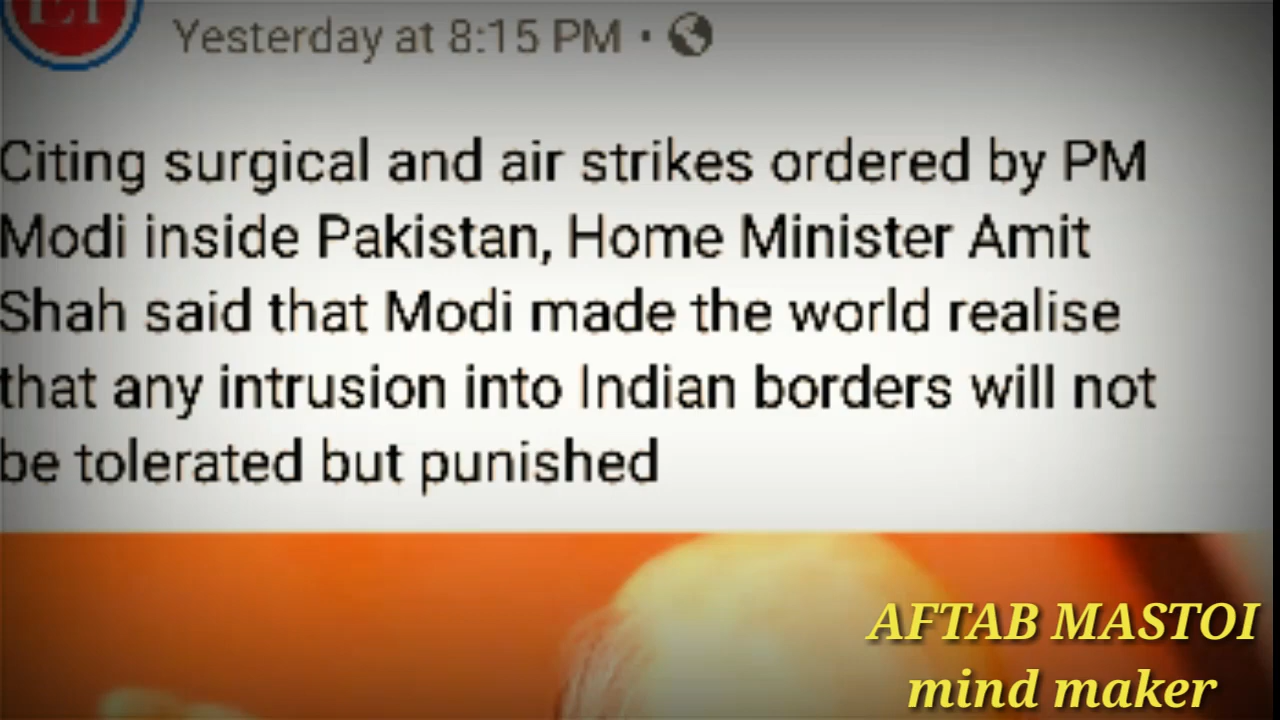 ET
Yesterday at 8:15 PM ·
Citing surgical and air strikes ordered by PM
Modi inside Pakistan, Home Minister Amit
Shah said that Modi made the world realise
that any intrusion into Indian borders will not
be tolerated but punished
AFTAB MASTOI
mind maker